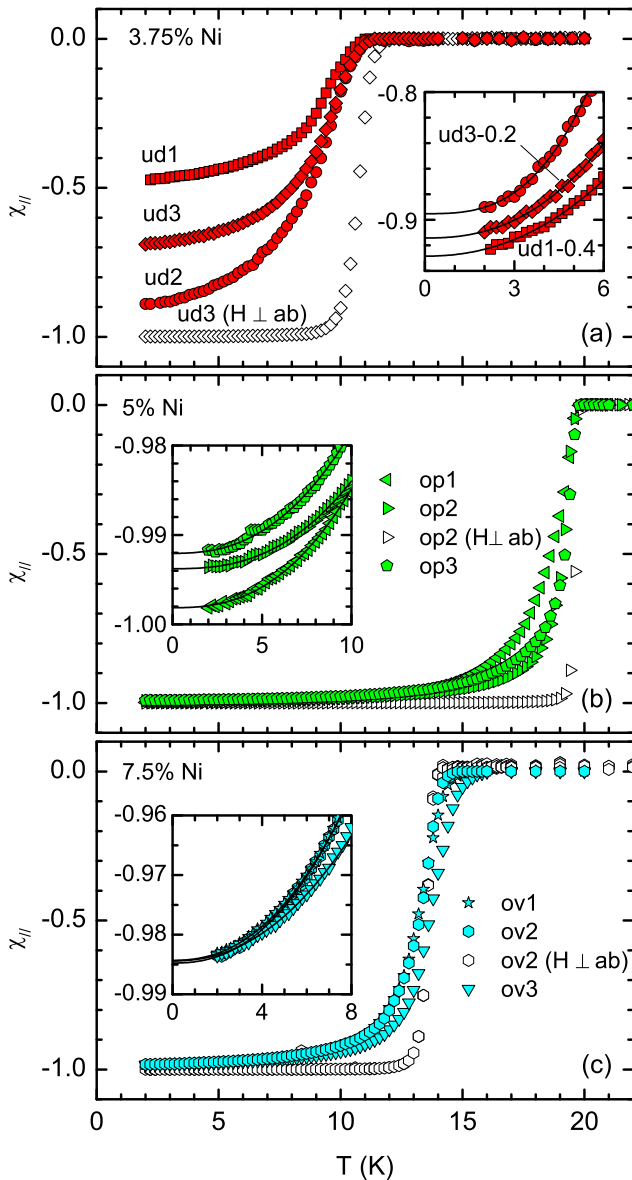 0.0
3.75% Ni
-0.8
ud3-0.2
ud1
-0.5
χ//
ud3
-0.9
ud1-0.4
ud2
0 3 6
ud3 (H ⊥ ab)
-1.0
(a)
0.0
5% Ni
-0.98
op1
op2
-0.99
op2 (H⊥ ab)
-0.5
χ//
op3
-1.00
0 5 10
-1.0
(b)
0.0
7.5% Ni
-0.96
-0.97
ov1
-0.5
χ//
-0.98
ov2
ov2 (H ⊥ ab)
-0.99
ov3
0 4 8
-1.0
(c)
0 5 10 15 20
T (K)